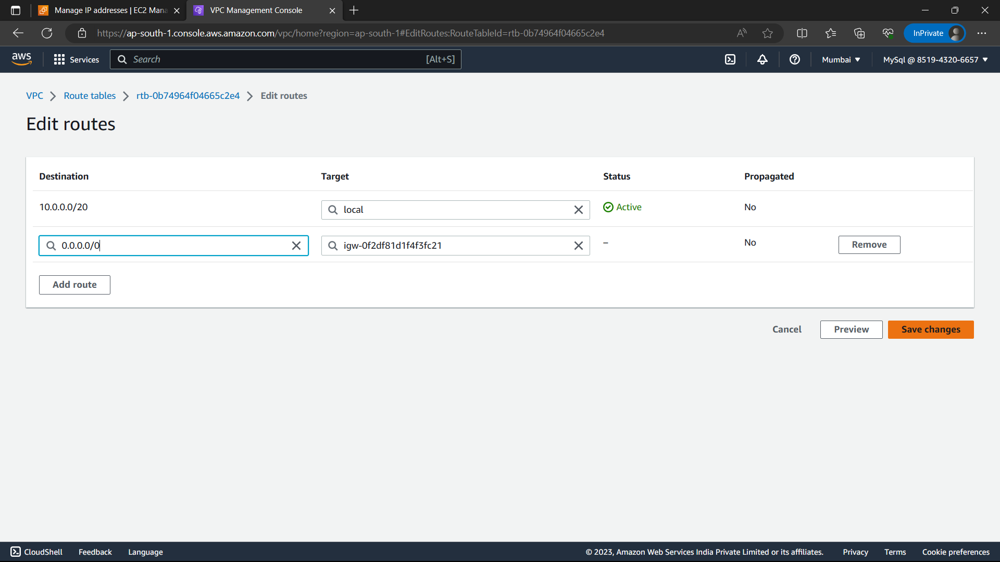 Manage IP addresses | EC2 Mana
VPC Management Console
https://ap-south-1.console.aws.amazon.com/vpc/home?region=ap-south-1#EditRoutes:RouteTableId=rtb-0b74964f04665c2e4
InPrivate
aws
Services
Search
[Alt+S]
Mumbai
MySql @ 8519-4320-6657
VPC
Route tables
rtb-0b74964f04665c2e4
Edit routes
Edit routes
Destination
Target
Status
Propagated
10.0.0.0/20
local
Active
No
0.0.0.0/0
igw-0f2df81d1f4f3fc21
–
No
Remove
Add route
Cancel
Preview
Save changes
CloudShell
Feedback
Language
© 2023, Amazon Web Services India Private Limited or its affiliates.
Privacy
Terms
Cookie preferences